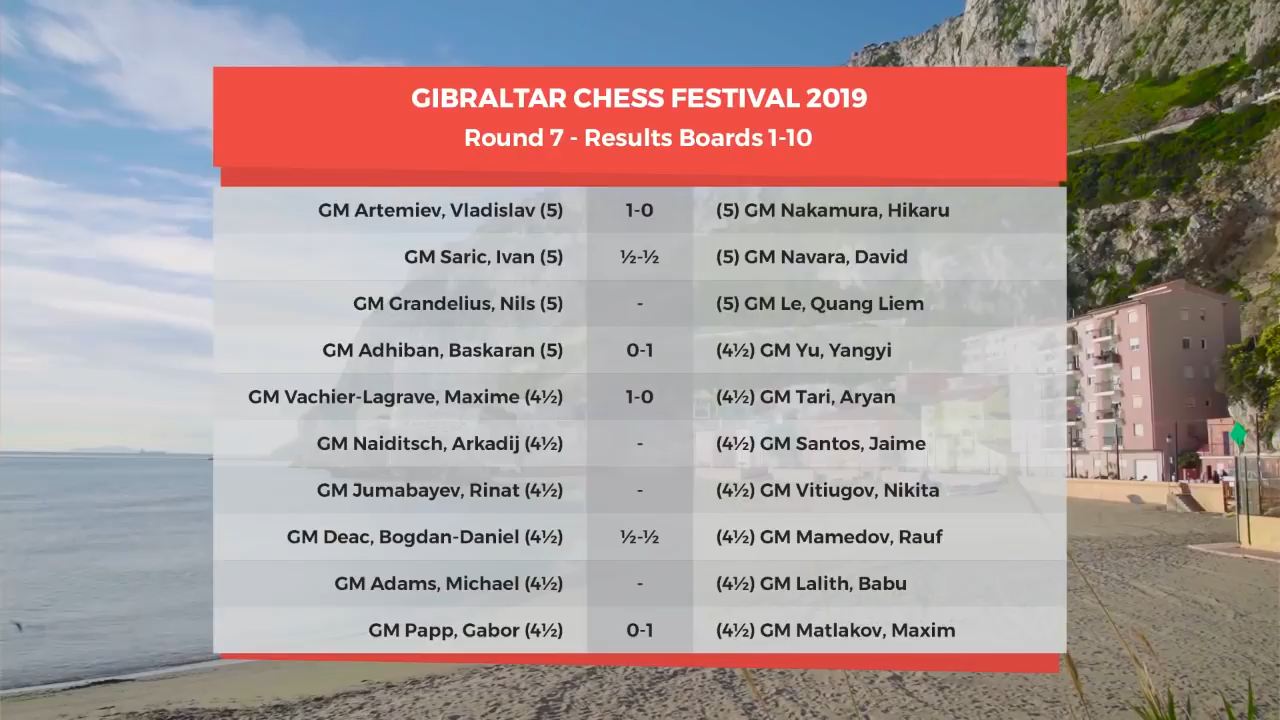 GIBRALTAR CHESS FESTIVAL 2019
Round 7 - Results Boards 1-10
GM Artemiev, Vladislav (5) 1-0 (5) GM Nakamura, Hikaru
GM Saric, Ivan (5) ½-½ (5) GM Navara, David
GM Grandelius, Nils (5) - (5) GM Le, Quang Liem
GM Adhiban, Baskaran (5) 0-1 (4½) GM Yu, Yangyi
GM Vachier-Lagrave, Maxime (4½) 1-0 (4½) GM Tari, Aryan
GM Naiditsch, Arkadij (4½) - (4½) GM Santos, Jaime
GM Jumabayev, Rinat (4½) - (4½) GM Vitiugov, Nikita
GM Deac, Bogdan-Daniel (4½) ½-½ (4½) GM Mamedov, Rauf
GM Adams, Michael (4½) - (4½) GM Lalith, Babu
GM Papp, Gabor (4½) 0-1 (4½) GM Matlakov, Maxim